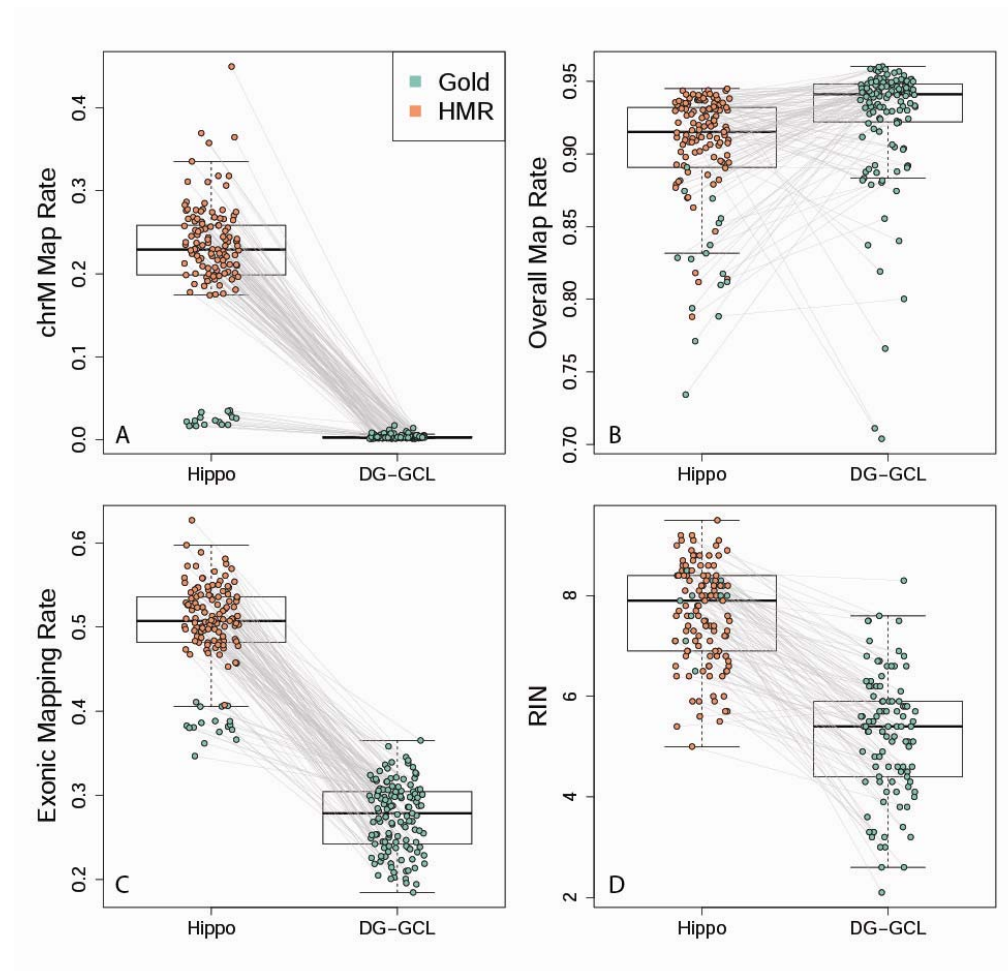 Gold
HMR
chrM Map Rate
0.4
0.3
0.2
0.1
0.0
A
Hippo
DG-GCL
Overall Map Rate
0.95
0.90
0.85
0.80
0.75
0.70
B
Hippo
DG-GCL
Exonic Mapping Rate
0.6
0.5
0.4
0.3
0.2
C
Hippo
DG-GCL
RIN
8
6
4
2
D
Hippo
DG-GCL